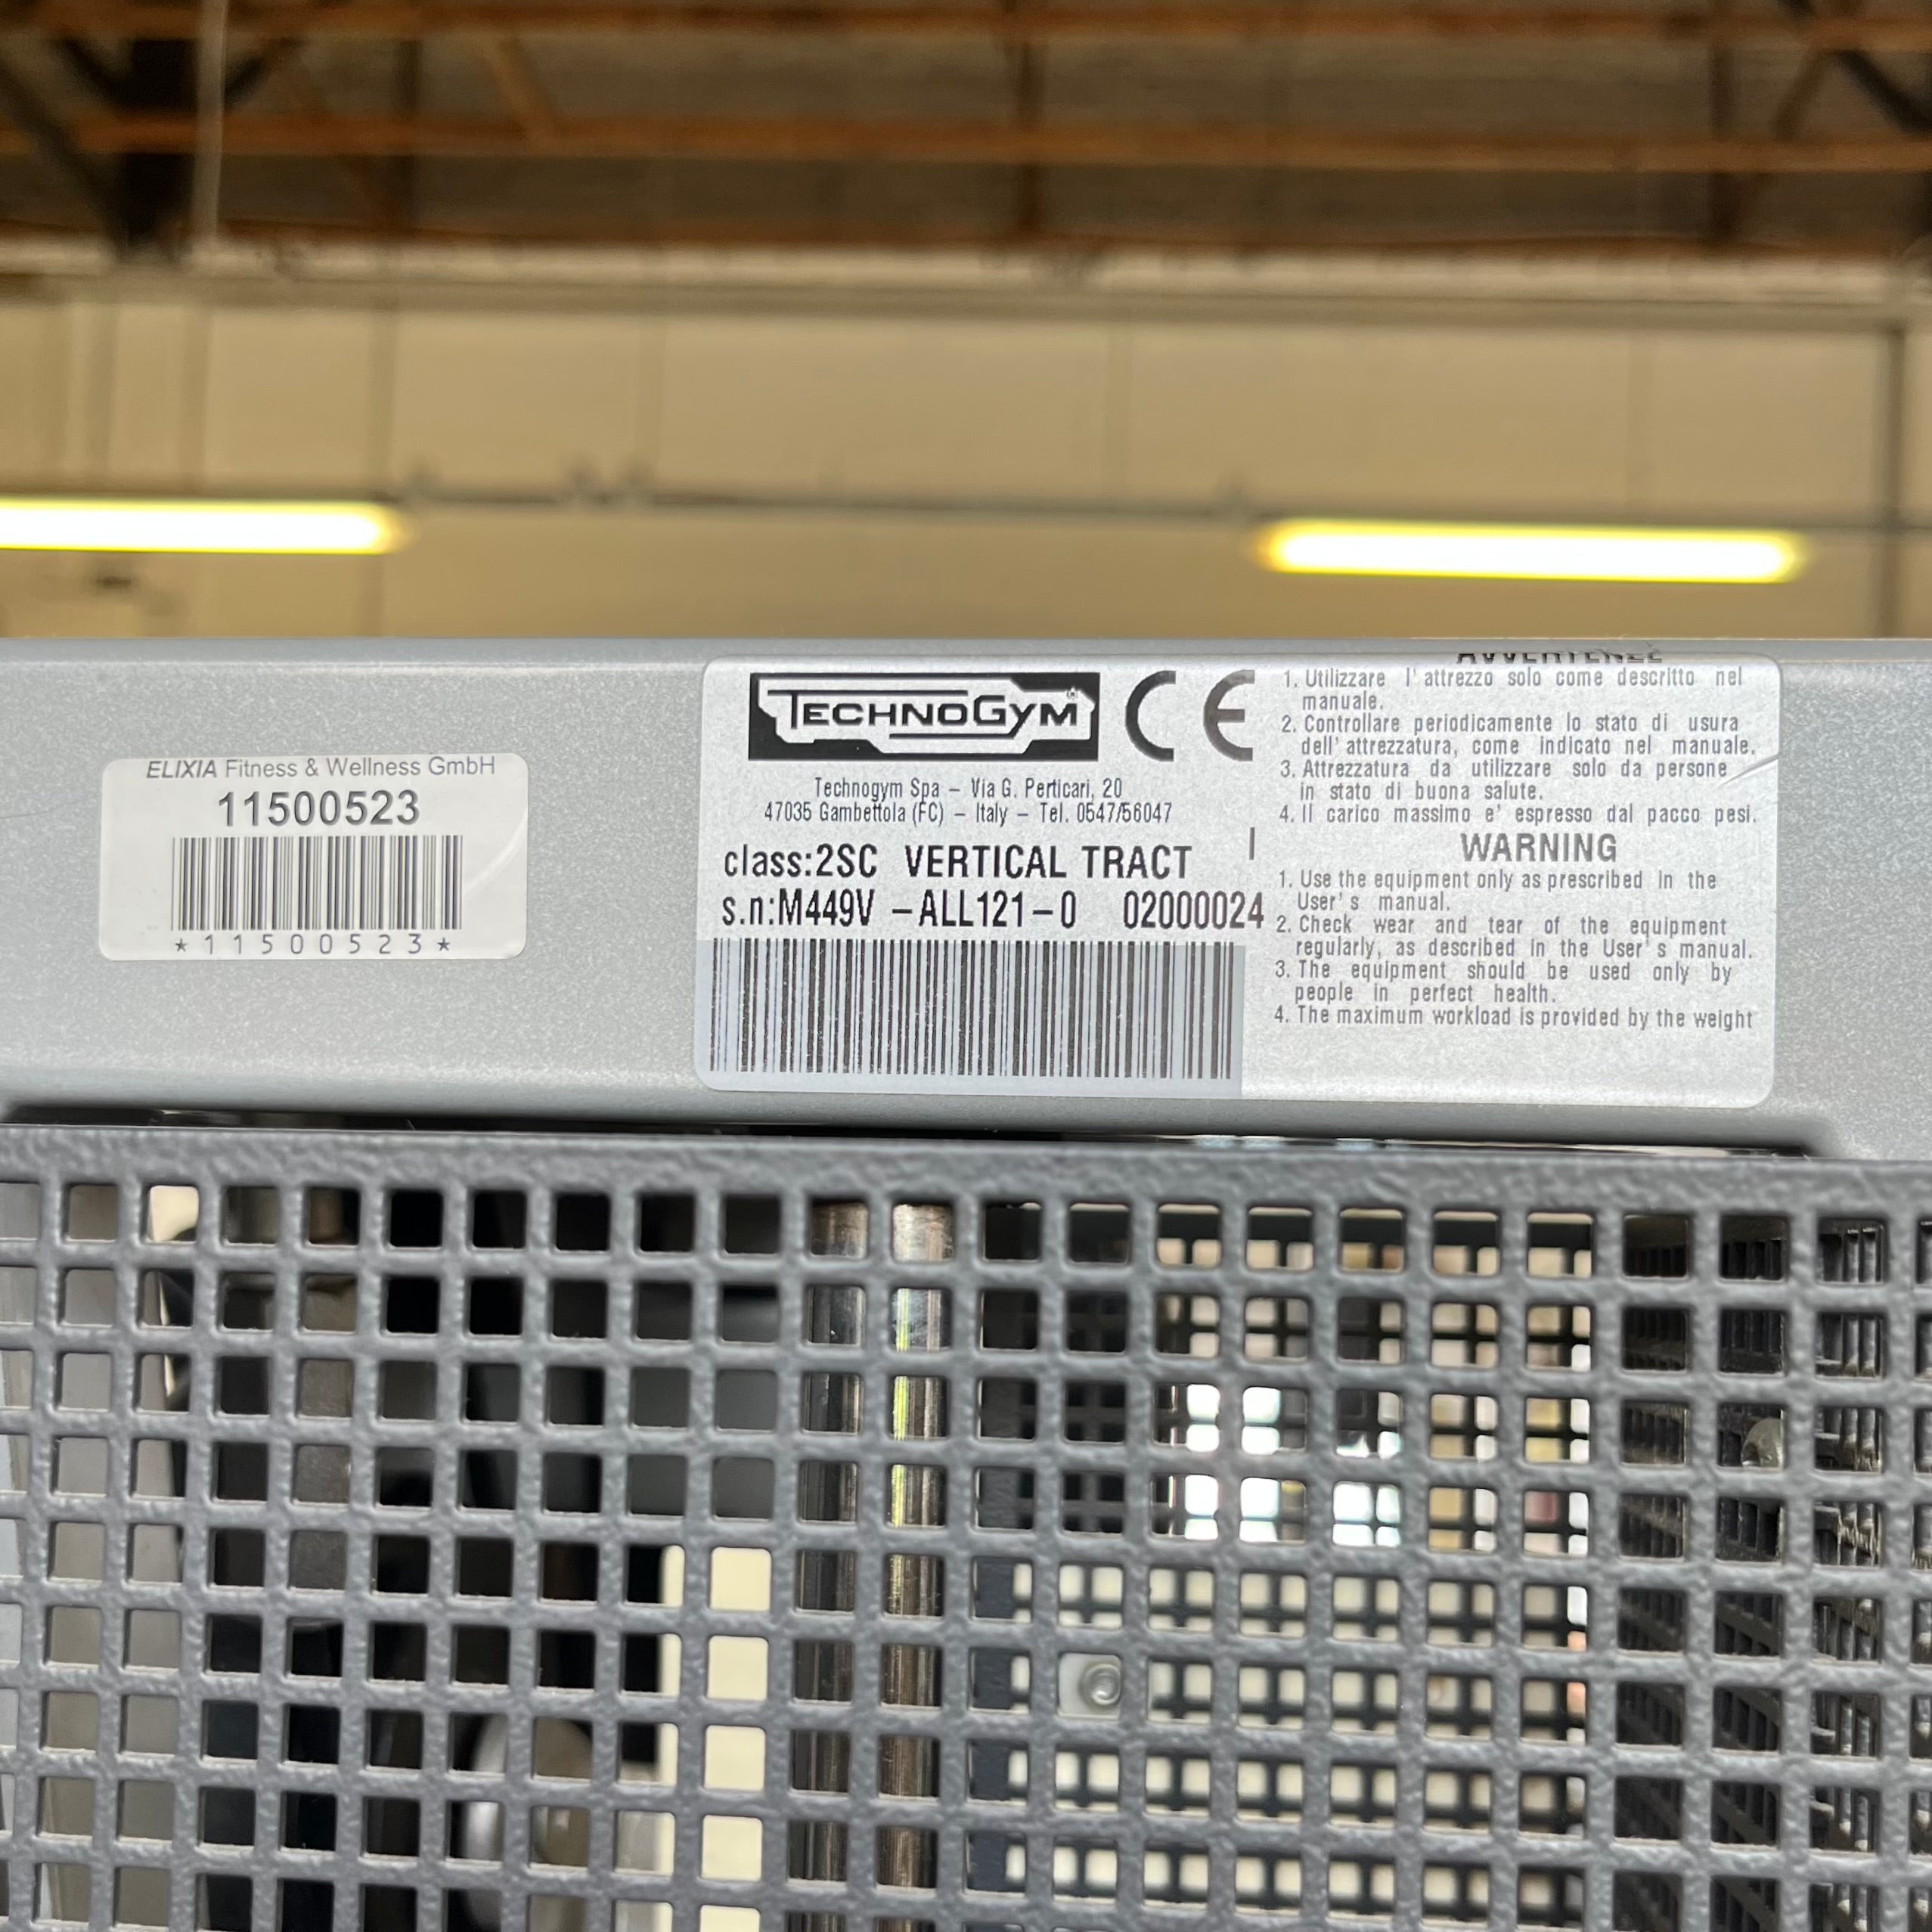 ELIXIA Fitness & Wellness GmbH
11500523
*11500523*
TECHNOGYM®
CE
Technogym Spa – Via G. Perticari, 20
47035 Gambettola (FC) – Italy – Tel. 0547/56047
class:2SC VERTICAL TRACT I
s.n:M449V –ALL121–0 02000024
AVVERTENZE
1. Utilizzare l'attrezzo solo come descritto nel
manuale.
2. Controllare periodicamente lo stato di usura
dell'attrezzatura, come indicato nel manuale.
3. Attrezzatura da utilizzare solo da persone
in stato di buona salute.
4. Il carico massimo e' espresso dal pacco pesi.
WARNING
1. Use the equipment only as prescribed in the
User's manual.
2. Check wear and tear of the equipment
regularly, as described in the User's manual.
3. The equipment should be used only by
people in perfect health.
4. The maximum workload is provided by the weight